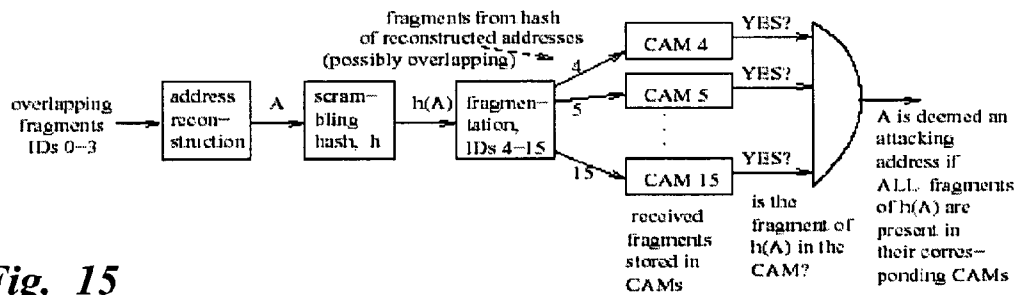 fragments from hash
of reconstructed addresses
(possibly overlapping)
overlapping
fragments
IDs 0–3
address
recon–
struction
A
scram–
bling
hash, h
h(A)
fragmen–
tation,
IDs 4–15
4
5
15
CAM 4
CAM 5
CAM 15
YES?
YES?
YES?
received
fragments
stored in
CAMs
is the
fragment of
h(A) in the
CAM?
A is deemed an
attacking
address if
ALL fragments
of h(A) are
present in
their corres–
ponding CAMs
Fig. 15